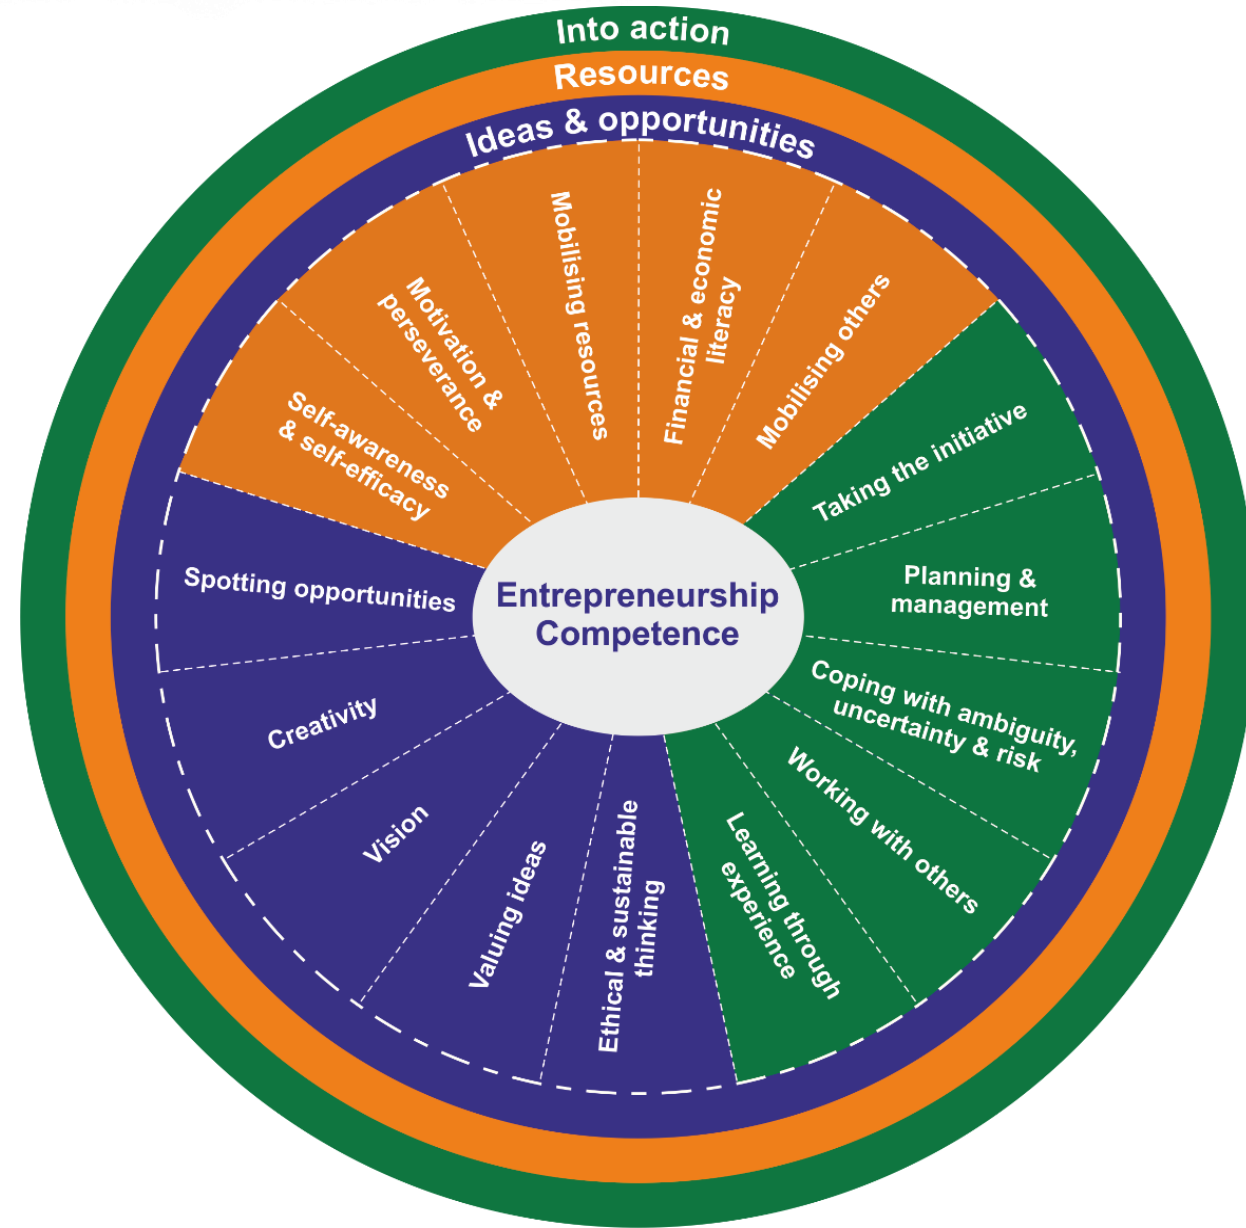 Into action
Resources
Ideas & opportunities
Self-awareness
& self-efficacy
Motivation &
perseverance
Mobilising resources
Financial & economic
literacy
Mobilising others
Taking the initiative
Planning &
management
Coping with ambiguity,
uncertainty & risk
Working with others
Learning through
experience
Ethical & sustainable
thinking
Valuing ideas
Vision
Creativity
Spotting opportunities
Entrepreneurship
Competence